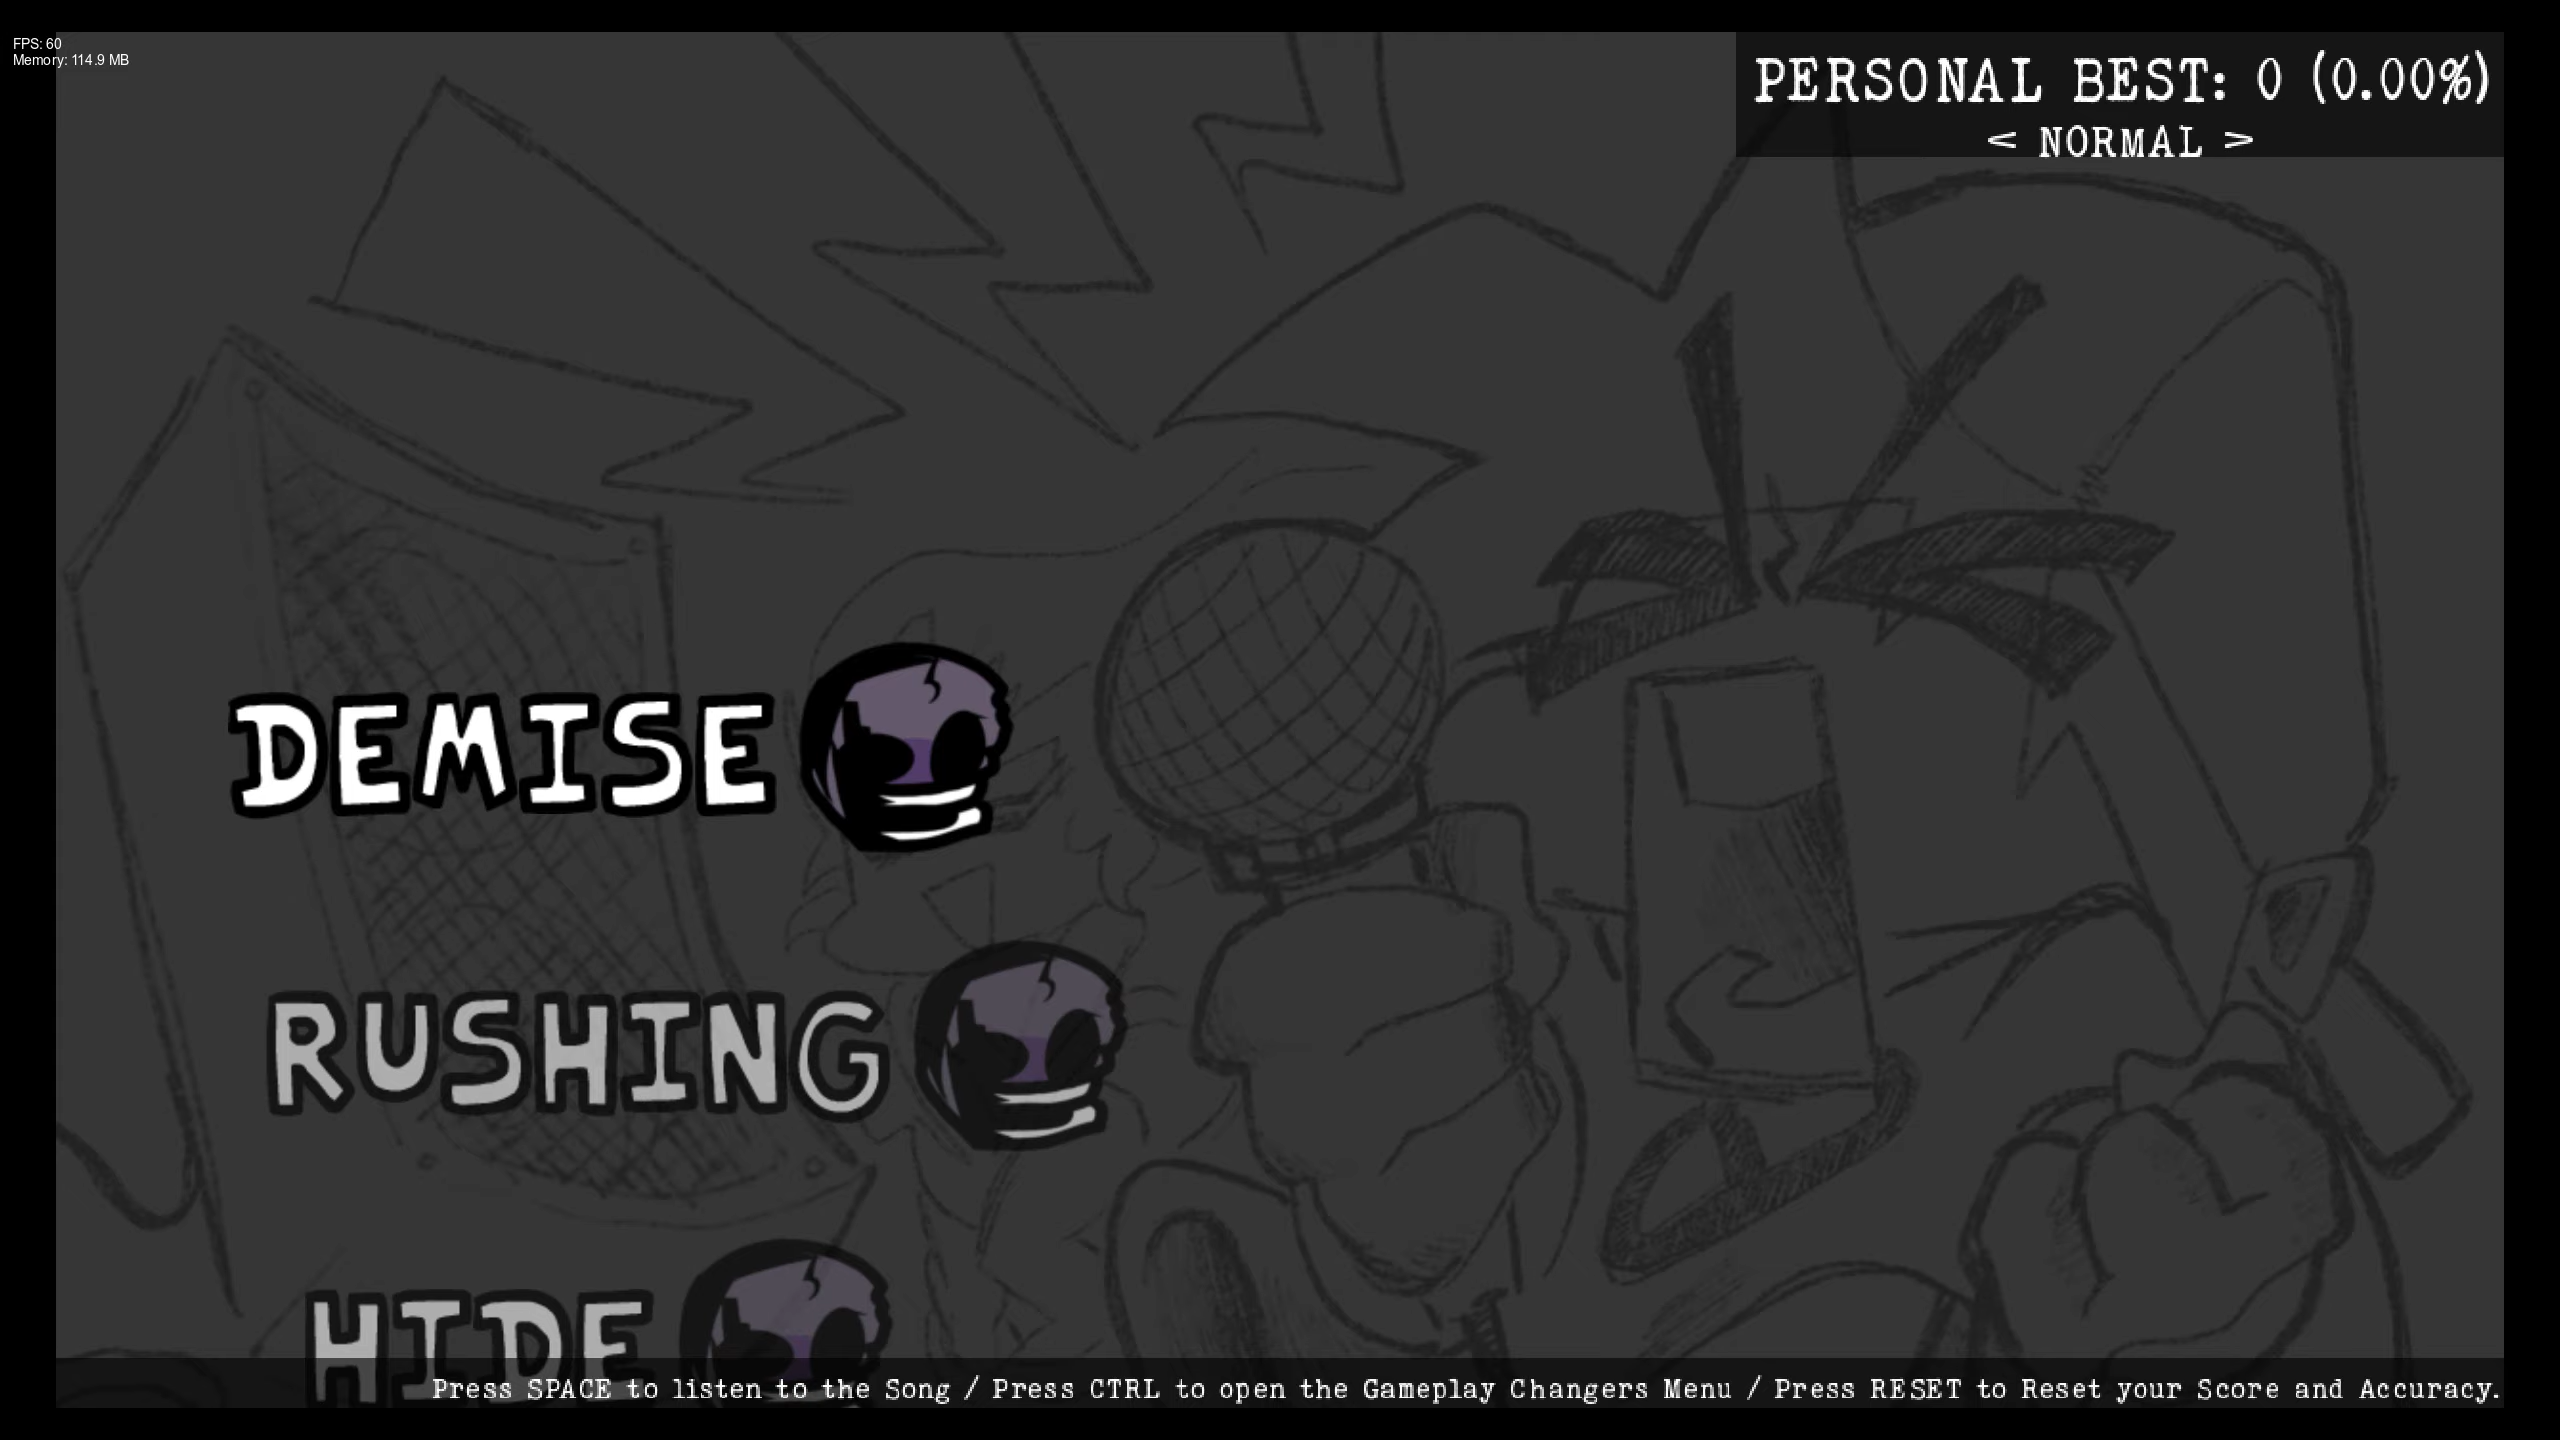 FPS: 60
Memory: 114.9 MB
PERSONAL BEST: 0 (0.00%)
< NORMAL >
DEMISE
RUSHING
HIDE
Press SPACE to listen to the Song / Press CTRL to open the Gameplay Changers Menu / Press RESET to Reset your Score and Accuracy.